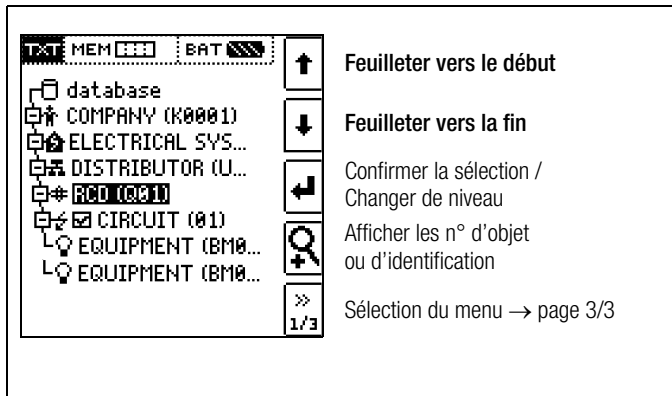 TXT MEM BAT
database
COMPANY (K0001)
ELECTRICAL SYS...
DISTRIBUTOR (U...
RCD (Q01)
CIRCUIT (01)
EQUIPMENT (BM0...
EQUIPMENT (BM0...
>>
1/3
Feuilleter vers le début
Feuilleter vers la fin
Confirmer la sélection /
Changer de niveau
Afficher les n° d'objet
ou d'identification
Sélection du menu → page 3/3